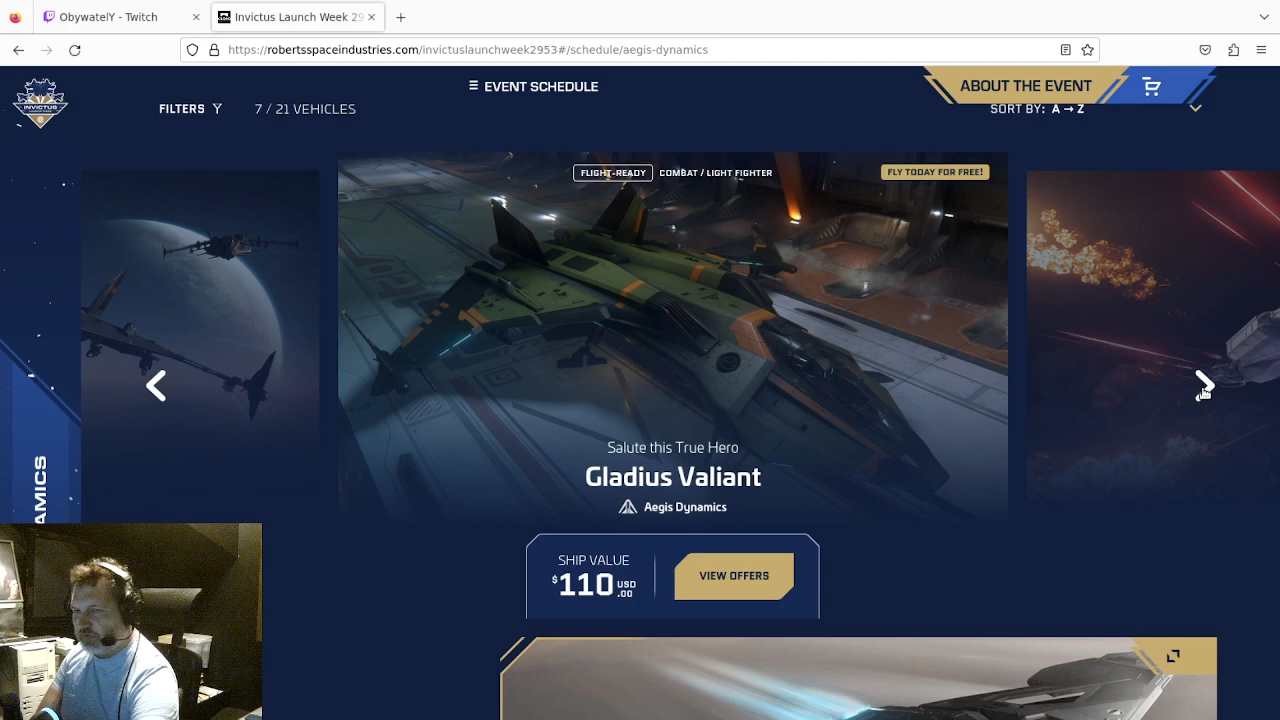 ObywatelY - Twitch
Invictus Launch Week 29
https://robertsspaceindustries.com/invictuslaunchweek2953#/schedule/aegis-dynamics
INVICTUS
EVENT SCHEDULE
ABOUT THE EVENT
FILTERS
7 / 21 VEHICLES
SORT BY: A → Z
FLIGHT-READY
COMBAT / LIGHT FIGHTER
FLY TODAY FOR FREE!
Salute this True Hero
Gladius Valiant
Aegis Dynamics
AMICS
SHIP VALUE
$110 USD .00
VIEW OFFERS